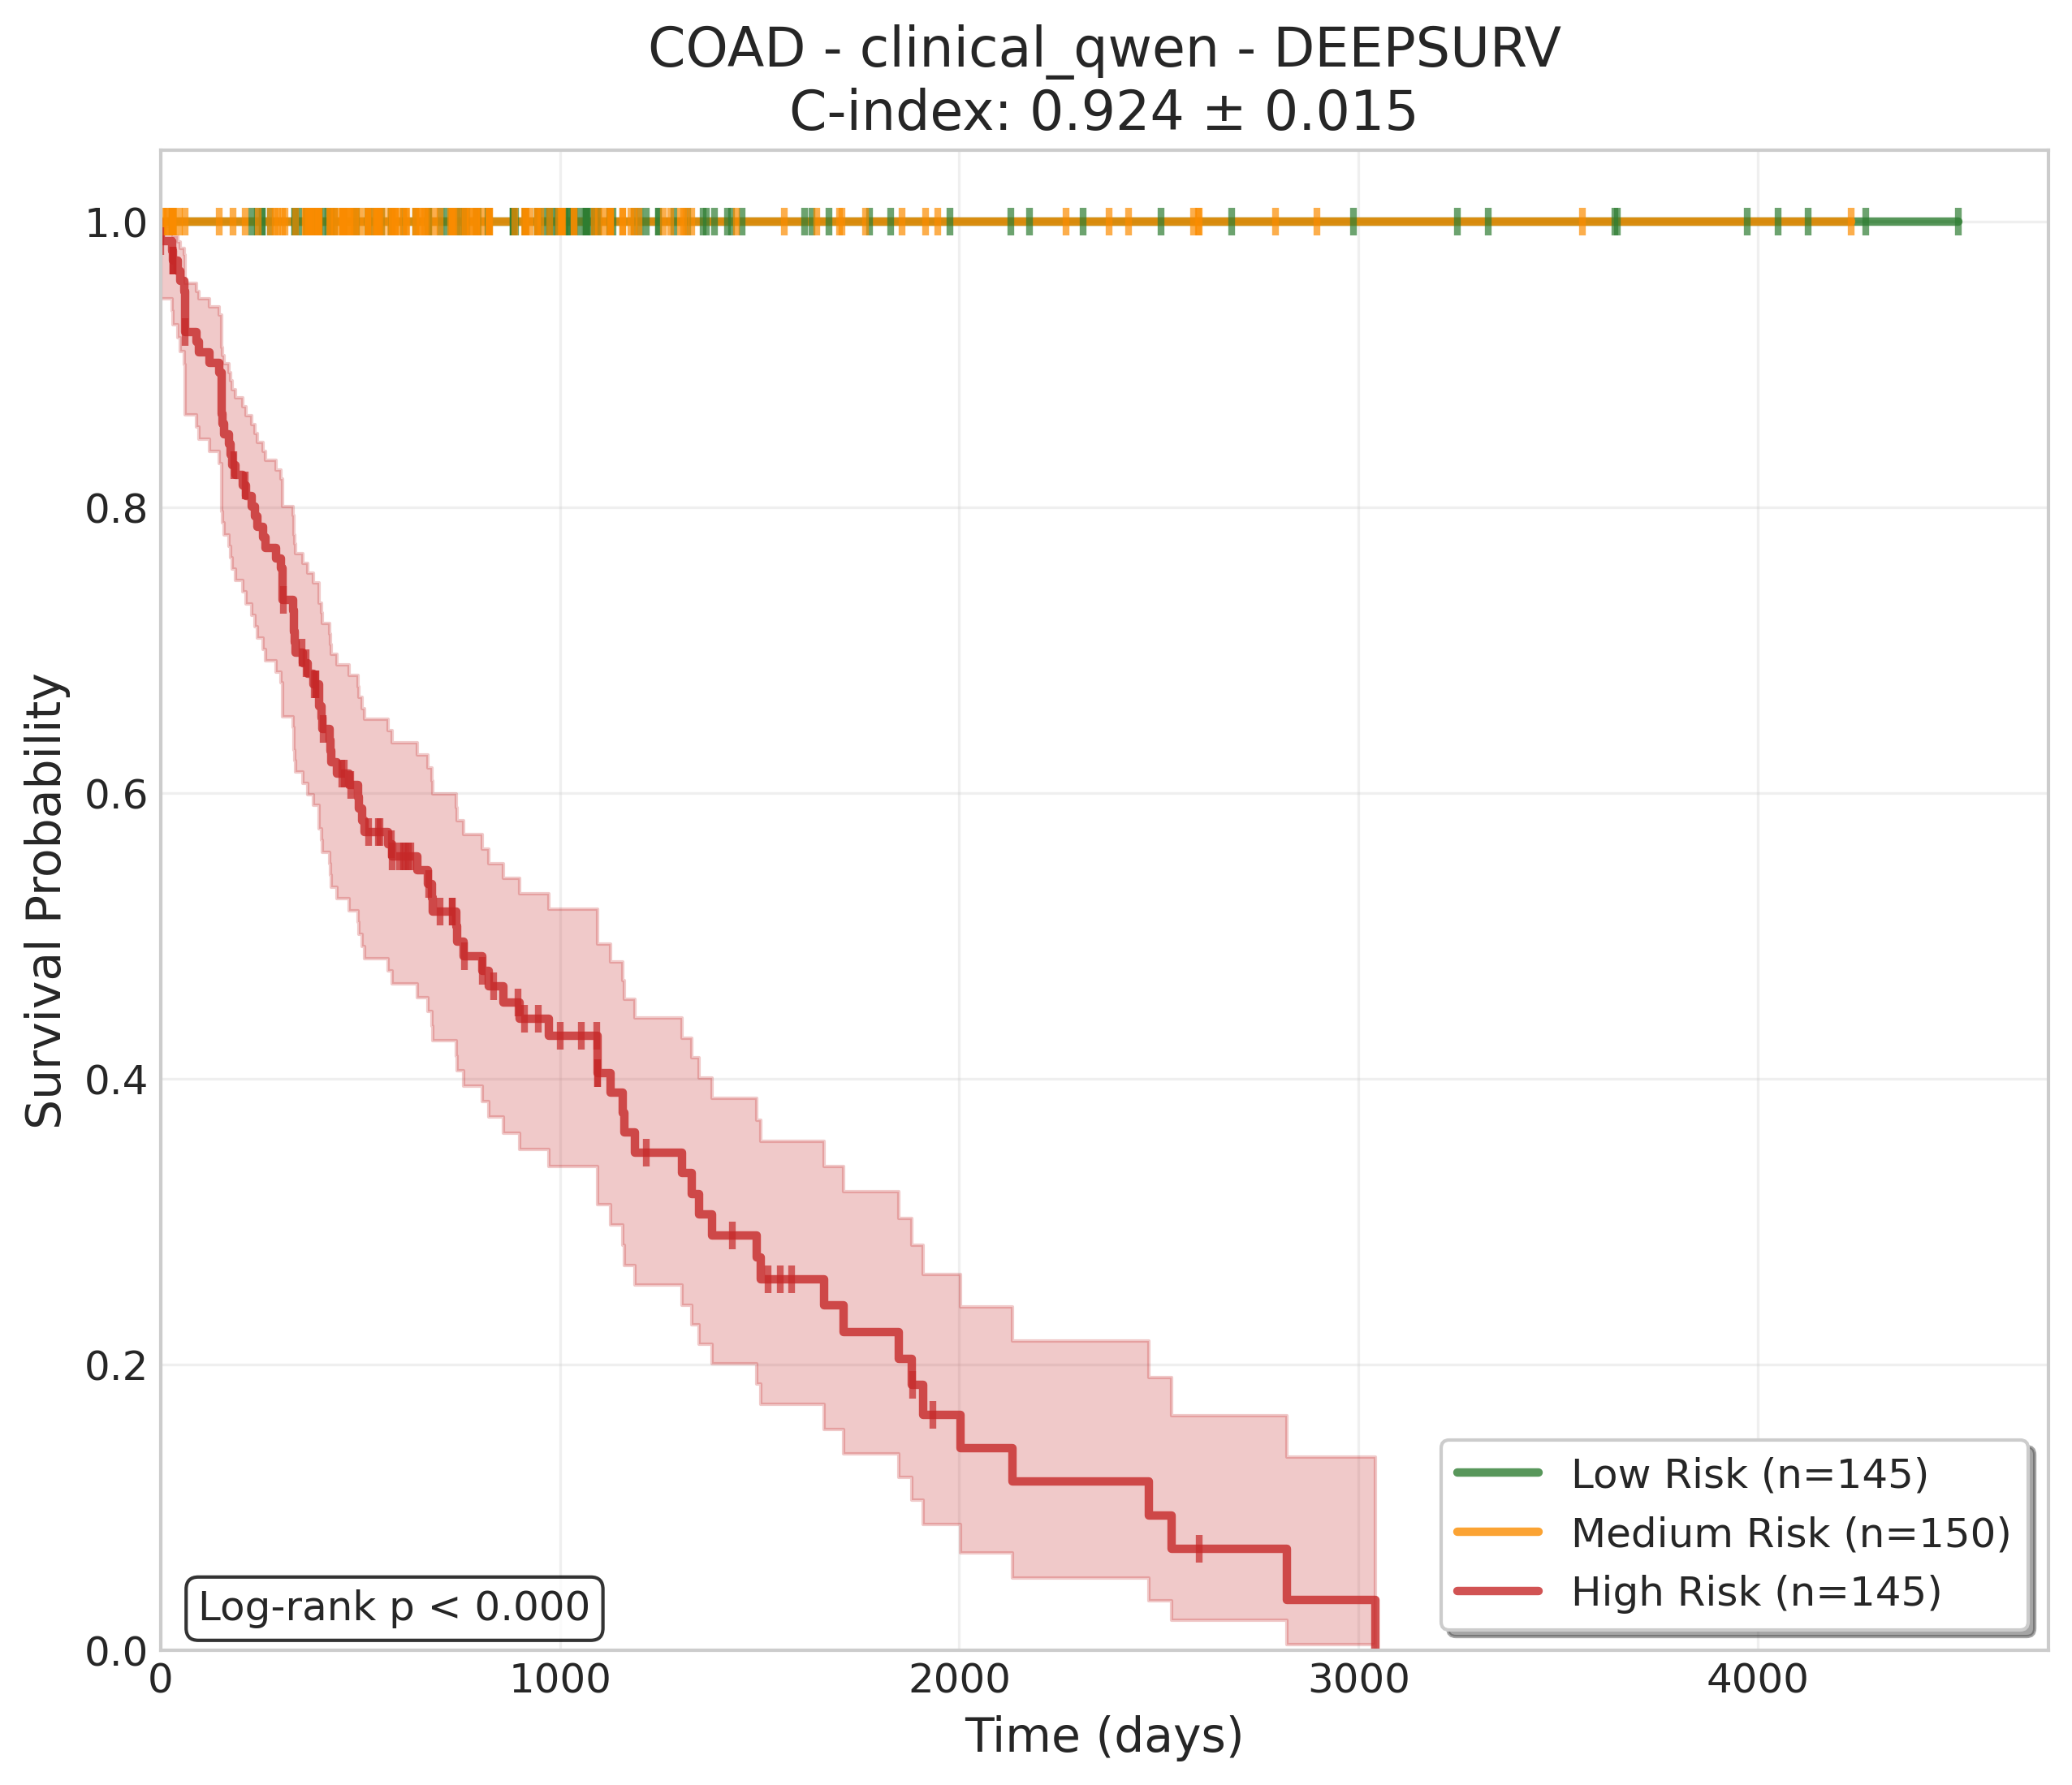 COAD - clinical_qwen - DEEPSURV
C-index: 0.924 ± 0.015
Survival Probability
1.0
0.8
0.6
0.4
0.2
0.0
Log-rank p < 0.000
Low Risk (n=145)
Medium Risk (n=150)
High Risk (n=145)
0 1000 2000 3000 4000
Time (days)